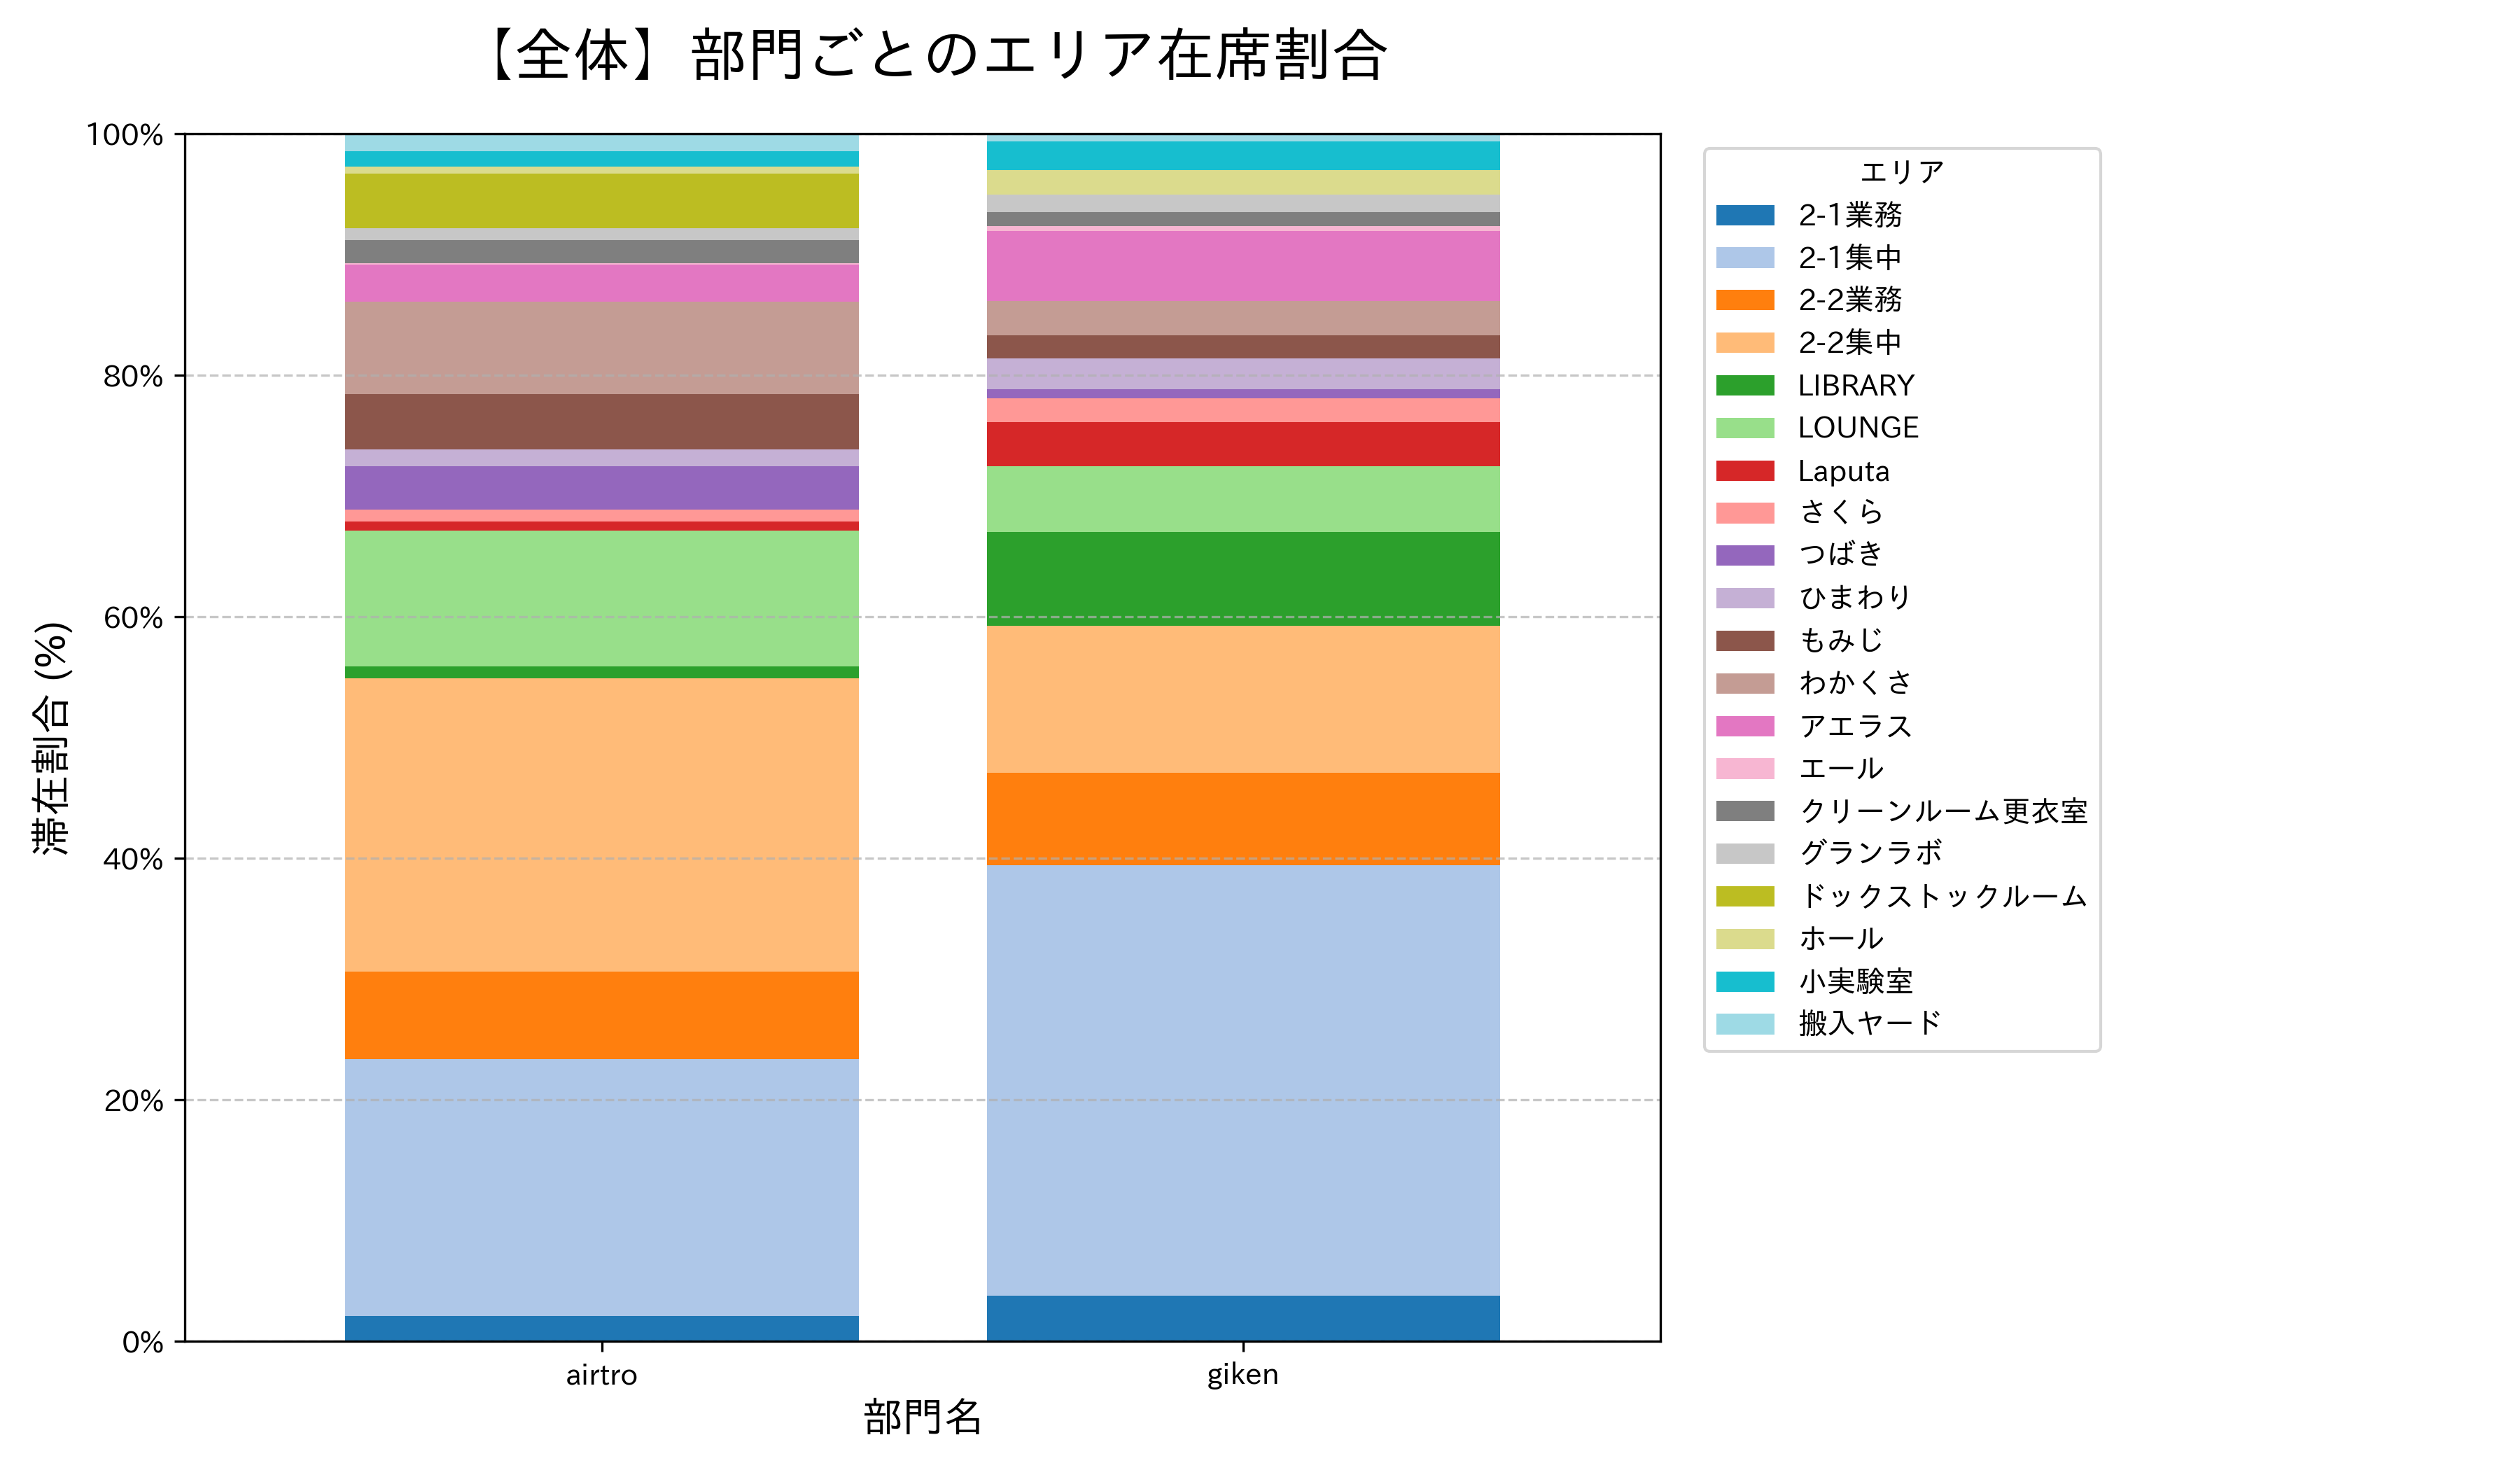 【全体】部門ごとのエリア在席割合
100%
80%
60%
40%
20%
0%
滞在割合 (%)
airtro
giken
部門名
エリア
2-1業務
2-1集中
2-2業務
2-2集中
LIBRARY
LOUNGE
Laputa
さくら
つばき
ひまわり
もみじ
わかくさ
アエラス
エール
クリーンルーム更衣室
グランラボ
ドックストックルーム
ホール
小実験室
搬入ヤード